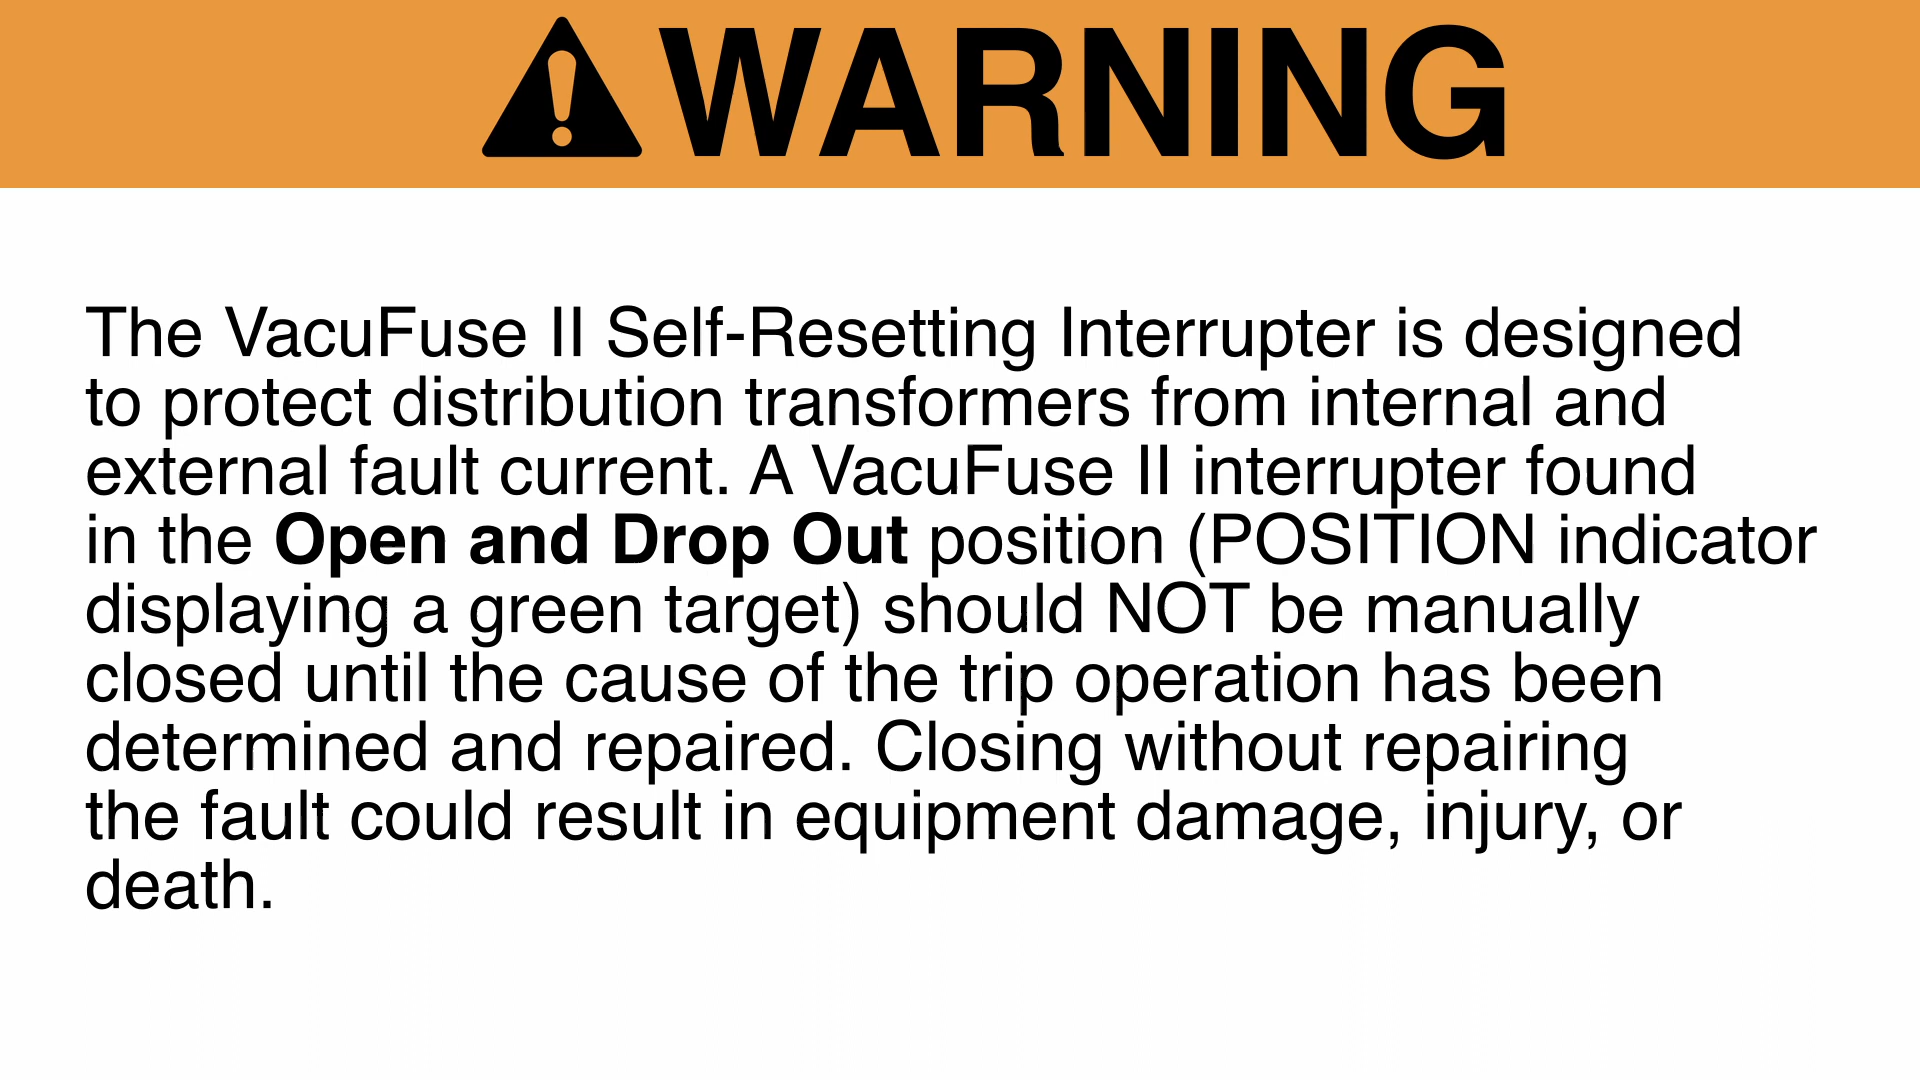 WARNING
The VacuFuse II Self-Resetting Interrupter is designed
to protect distribution transformers from internal and
external fault current. A VacuFuse II interrupter found
in the Open and Drop Out position (POSITION indicator
displaying a green target) should NOT be manually
closed until the cause of the trip operation has been
determined and repaired. Closing without repairing
the fault could result in equipment damage, injury, or
death.